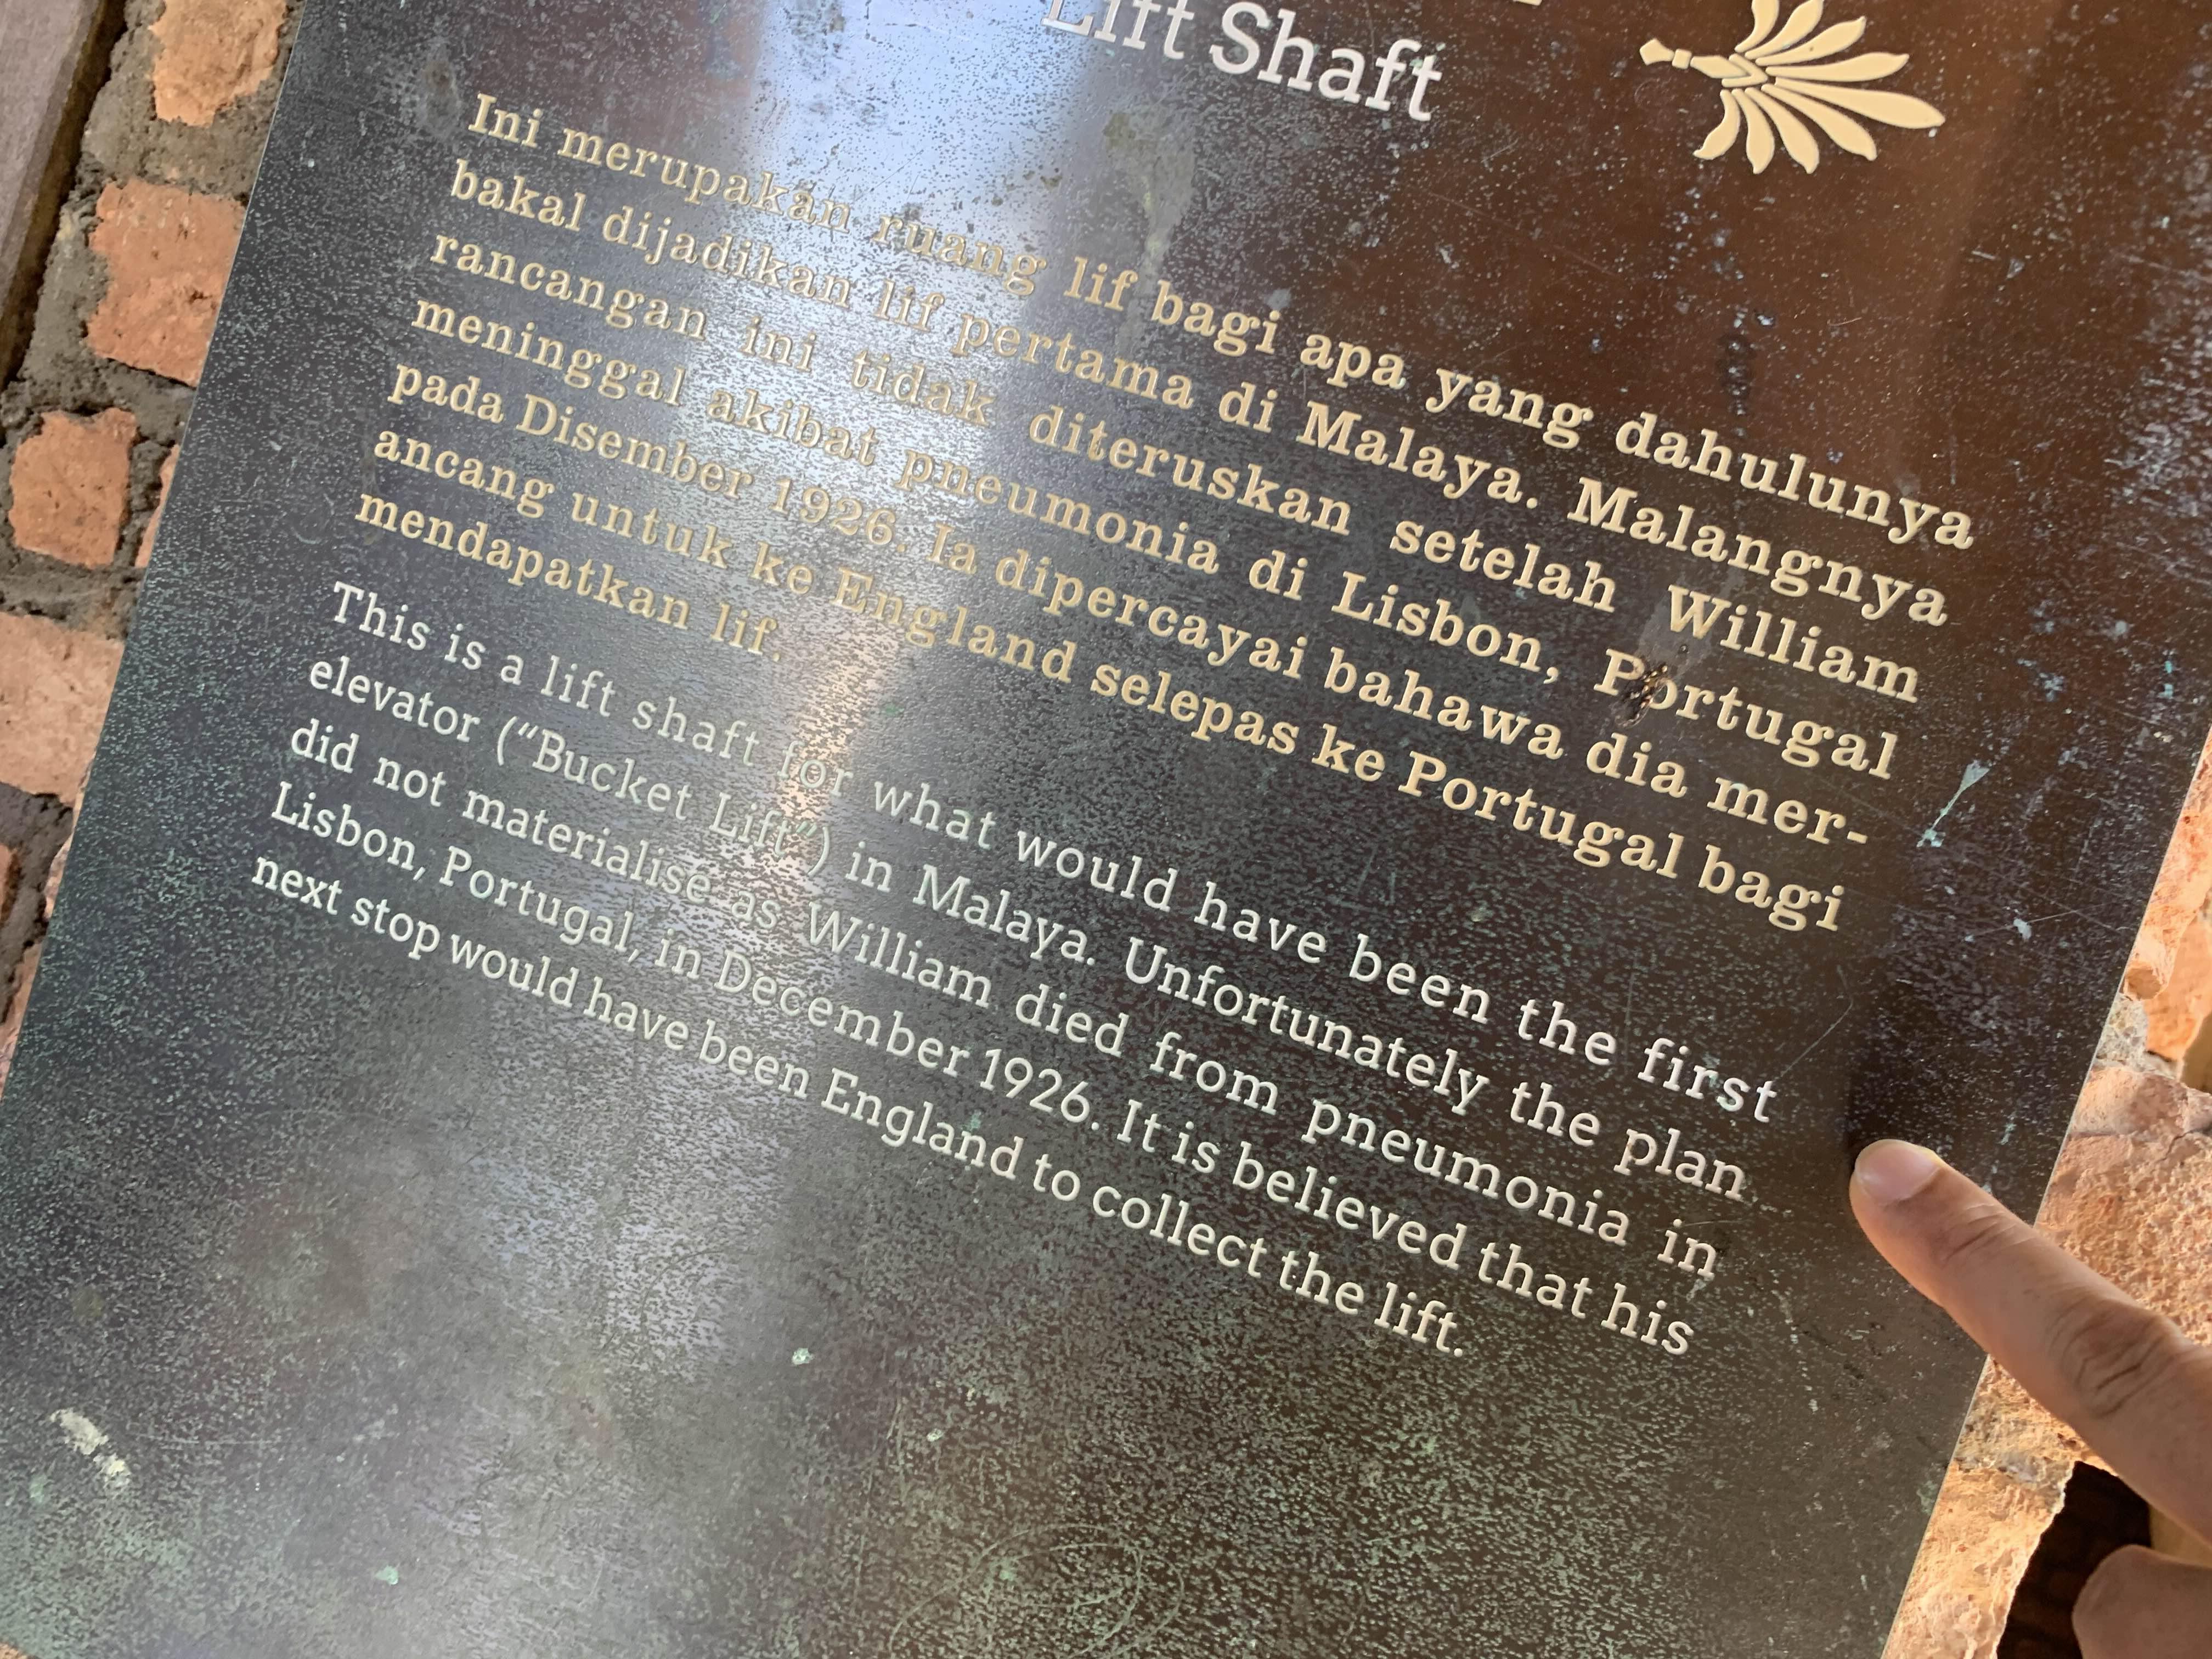 Lift Shaft
Ini merupakan ruang lif bagi apa yang dahulunya
bakal dijadikan lif pertama di Malaya. Malangnya
rancangan ini tidak diteruskan setelah William
meninggal akibat pneumonia di Lisbon, Portugal
pada Disember 1926. Ia dipercayai bahawa dia mer-
ancang untuk ke England selepas ke Portugal bagi
mendapatkan lif.
This is a lift shaft for what would have been the first
elevator (“Bucket Lift”) in Malaya. Unfortunately the plan
did not materialise as William died from pneumonia in
Lisbon, Portugal, in December 1926. It is believed that his
next stop would have been England to collect the lift.